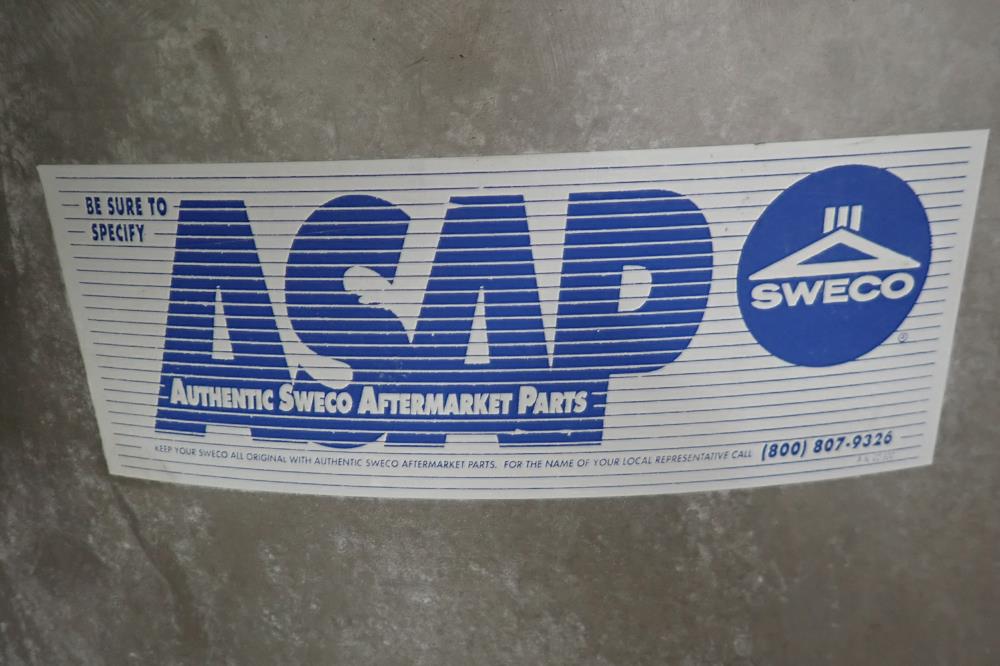 BE SURE TO
SPECIFY
ASAP
AUTHENTIC SWECO AFTERMARKET PARTS
SWECO
®
KEEP YOUR SWECO ALL ORIGINAL WITH AUTHENTIC SWECO AFTERMARKET PARTS. FOR THE NAME OF YOUR LOCAL REPRESENTATIVE CALL (800) 807-9326